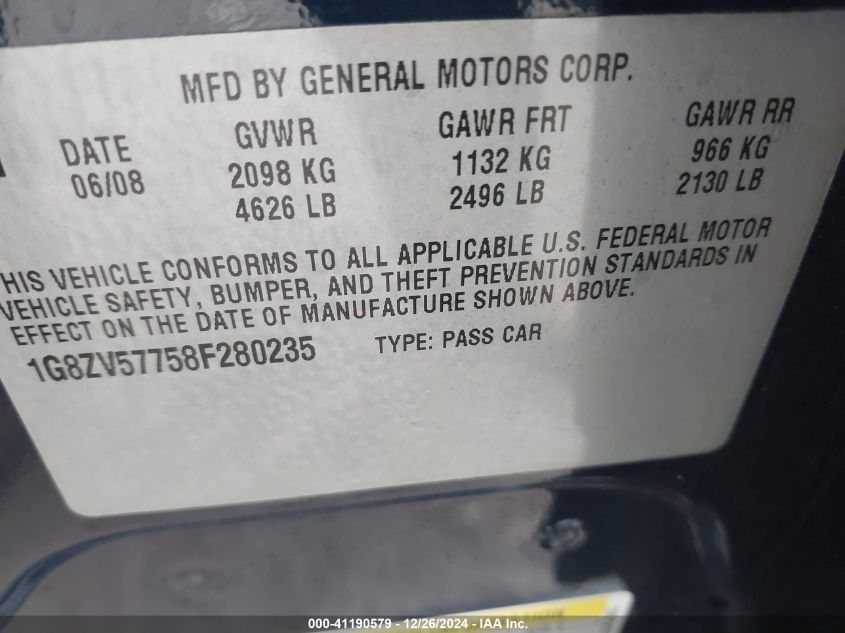 MFD BY GENERAL MOTORS CORP.
DATE GVWR GAWR FRT GAWR RR
06/08 2098 KG 1132 KG 966 KG
4626 LB 2496 LB 2130 LB
HIS VEHICLE CONFORMS TO ALL APPLICABLE U.S. FEDERAL MOTOR
VEHICLE SAFETY, BUMPER, AND THEFT PREVENTION STANDARDS IN
EFFECT ON THE DATE OF MANUFACTURE SHOWN ABOVE.
1G8ZV57758F280235 TYPE: PASS CAR
000-41190579 - 12/26/2024 - IAA Inc.